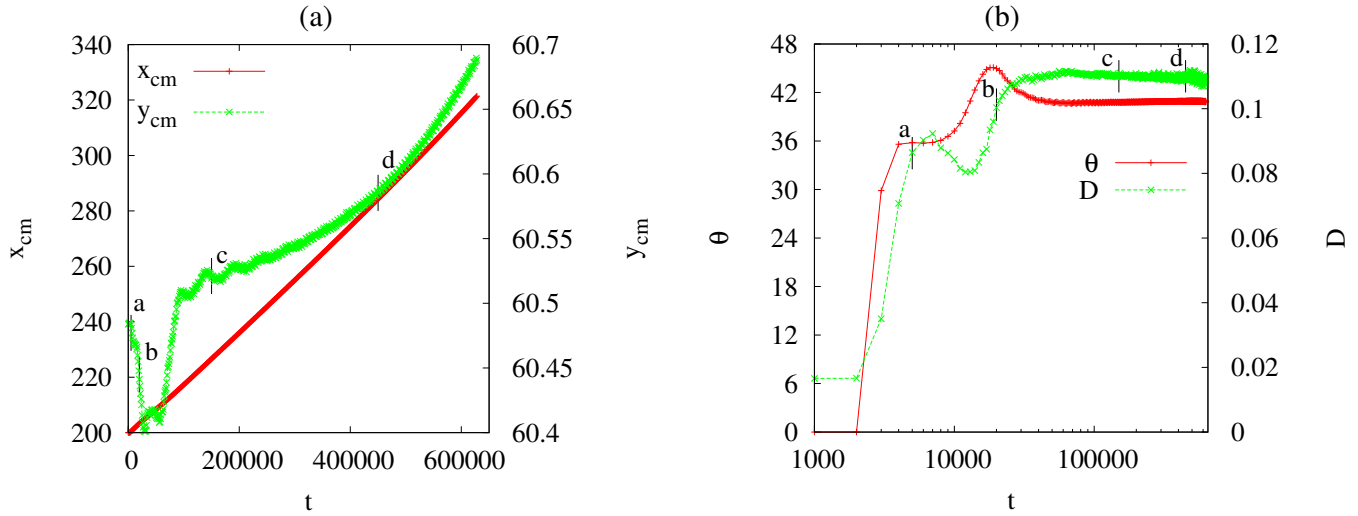 (a)
340
320
300
280
260
240
220
200
x_cm
60.7
60.65
60.6
60.55
60.5
60.45
60.4
y_cm
x_cm
y_cm
a
b
c
d
0
200000
400000
600000
t
(b)
48
42
36
30
24
18
12
6
0
θ
0.12
0.1
0.08
0.06
0.04
0.02
0
D
a
b
c
d
θ
D
1000
10000
100000
t